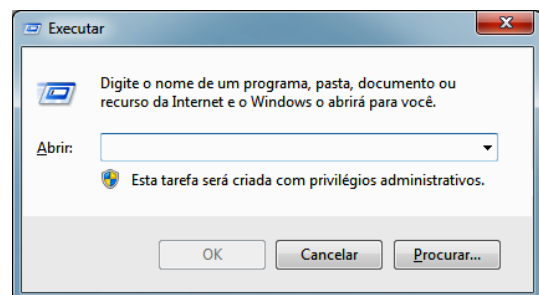 Executar
Digite o nome de um programa, pasta, documento ou
recurso da Internet e o Windows o abrirá para você.
Abrir:
Esta tarefa será criada com privilégios administrativos.
OK Cancelar Procurar...